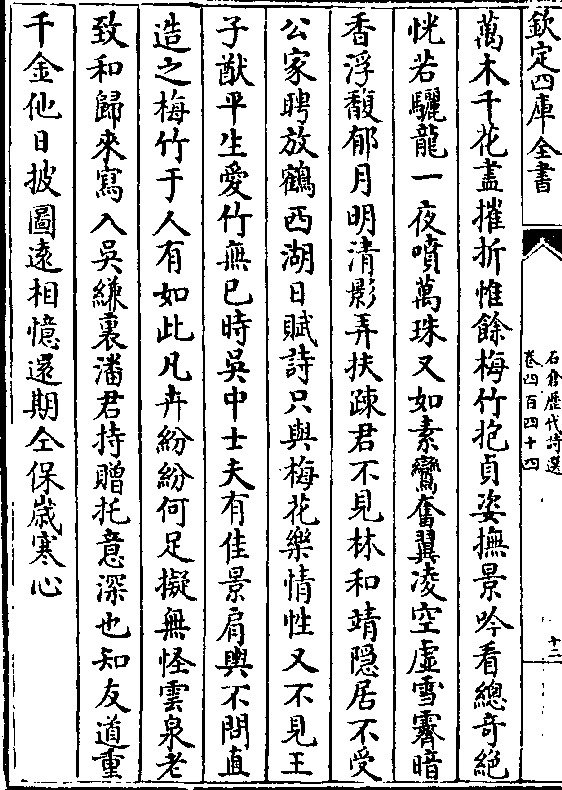 欽定四庫全書
石倉歷代詩選
卷四百四十四
十二
萬木千花盡摧折惟餘梅竹抱貞姿撫景吟看總奇絕
恍若驪龍一夜噴萬珠又如素鸞奮翼凌空虛雪霽暗
香浮馥郁月明清影弄扶踈君不見林和靖隱居不受
公家聘放鶴西湖日賦詩只與梅花樂情性又不見王
子猷平生愛竹無已時吳中士夫有佳景肩輿不問直
造之梅竹于人有如此凡卉紛紛何足擬無怪雲泉老
致和歸來寫入吳縑裏潘君持贈托意深也知友道重
千金他日披圖遠相憶還期仝保嵗寒心